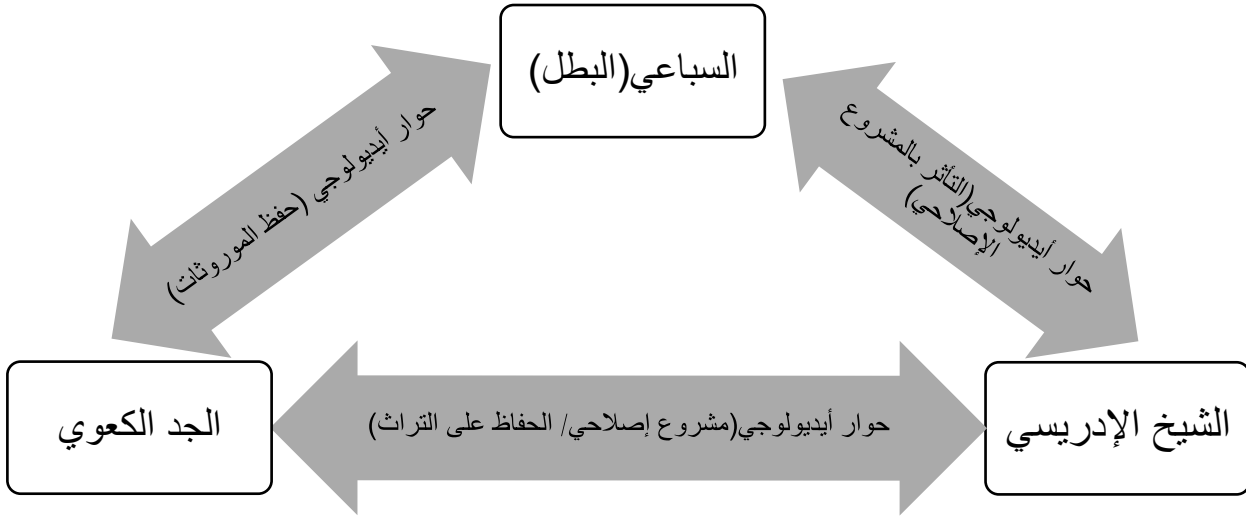 السباعي(البطل)
حوار أيديولوجي(التأثر بالمشروع
الإصلاحي)
حوار أيديولوجي (حفظ الموروثات)
الشيخ الإدريسي
حوار أيديولوجي(مشروع إصلاحي/ الحفاظ على التراث)
الجد الكعوي